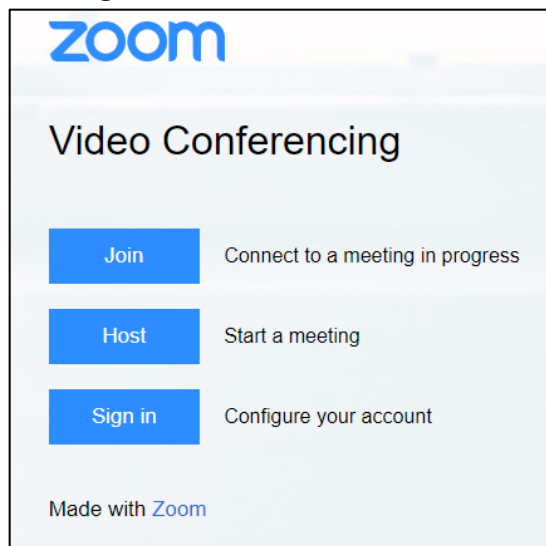 zoom
Video Conferencing
Join Connect to a meeting in progress
Host Start a meeting
Sign in Configure your account
Made with Zoom